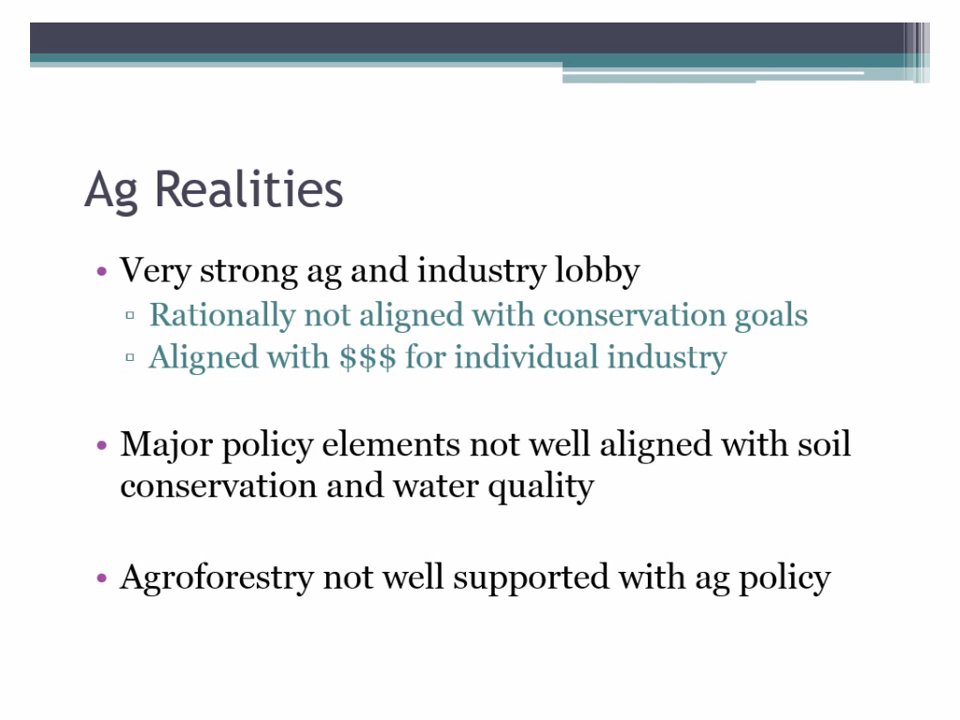 Ag Realities
• Very strong ag and industry lobby
▫ Rationally not aligned with conservation goals
▫ Aligned with $$$ for individual industry
• Major policy elements not well aligned with soil
conservation and water quality
• Agroforestry not well supported with ag policy